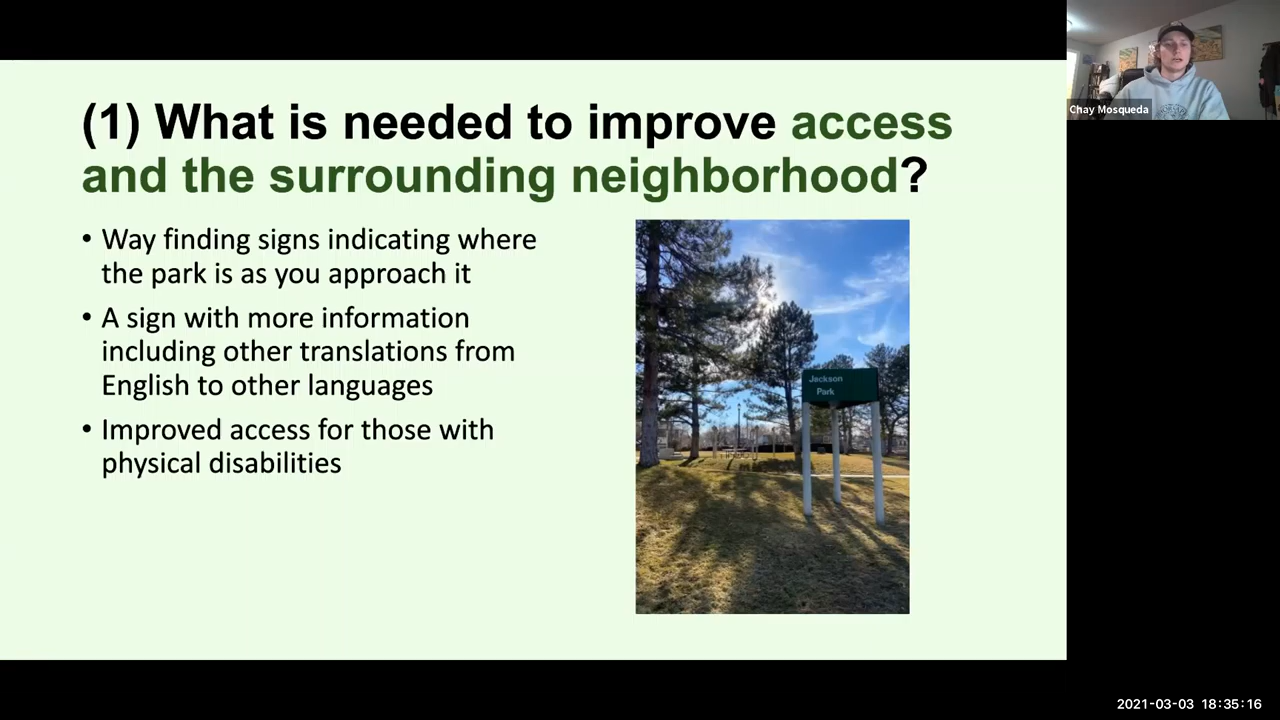 (1) What is needed to improve access
and the surrounding neighborhood?
• Way finding signs indicating where
the park is as you approach it
• A sign with more information
including other translations from
English to other languages
• Improved access for those with
physical disabilities
Jackson
Park
Chay Mosqueda
2021-03-03 18:35:16